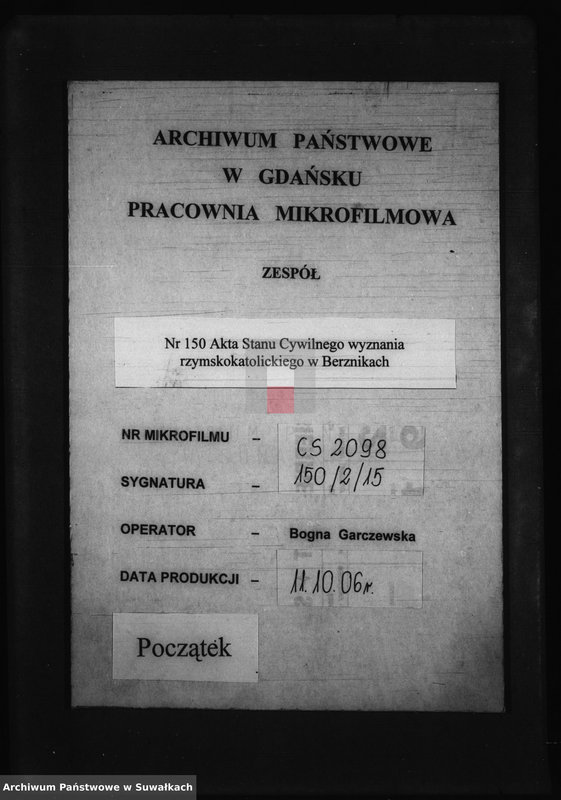 ARCHIWUM PAŃSTWOWE
W GDAŃSKU
PRACOWNIA MIKROFILMOWA
ZESPÓŁ
Nr 150 Akta Stanu Cywilnego wyznania
rzymskokatolickiego w Berznikach
NR MIKROFILMU – CS 2098
SYGNATURA – 150/2/15
OPERATOR – Bogna Garczewska
DATA PRODUKCJI – 11.10.06r.
Początek
Archiwum Państwowe w Suwałkach